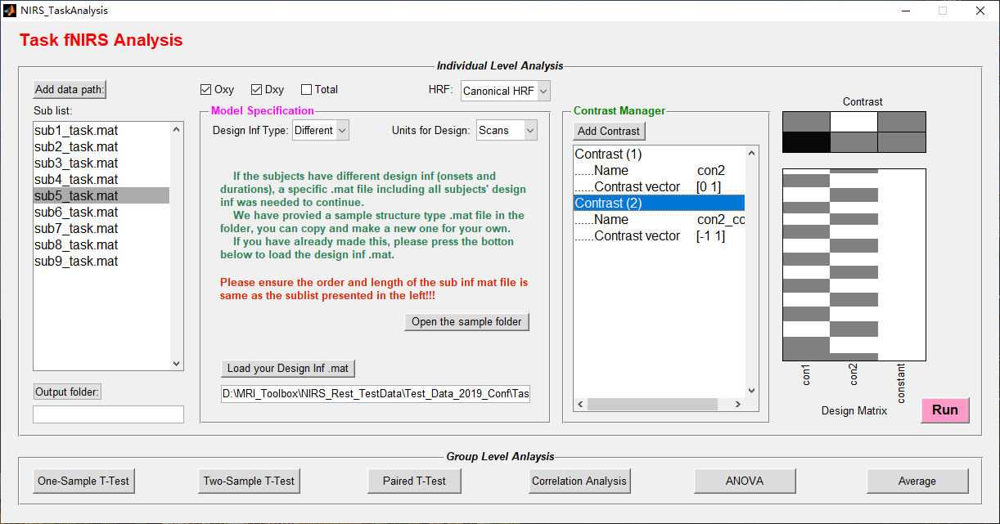 NIRS_TaskAnalysis
Task fNIRS Analysis
Individual Level Analysis
Add data path:
Oxy
Dxy
Total
HRF:
Canonical HRF
Sub list:
sub1_task.mat
sub2_task.mat
sub3_task.mat
sub4_task.mat
sub5_task.mat
sub6_task.mat
sub7_task.mat
sub8_task.mat
sub9_task.mat
Output folder:
Model Specification
Design Inf Type:
Different
Units for Design:
Scans
If the subjects have different design inf (onsets and
durations), a specific .mat file including all subjects' design
inf was needed to continue.
We have provied a sample structure type .mat file in the
folder, you can copy and make a new one for your own.
If you have already made this, please press the botton
below to load the design inf .mat.
Please ensure the order and length of the sub inf mat file is
same as the sublist presented in the left!!!
Open the sample folder
Load your Design Inf .mat
D:\MRI_Toolbox\NIRS_Rest_TestData\Test_Data_2019_Conf\Tas
Contrast Manager
Add Contrast
Contrast (1)
......Name con2
......Contrast vector [0 1]
Contrast (2)
......Name con2_cc
......Contrast vector [-1 1]
Contrast
con1
con2
constant
Design Matrix
Run
Group Level Anlaysis
One-Sample T-Test
Two-Sample T-Test
Paired T-Test
Correlation Analysis
ANOVA
Average